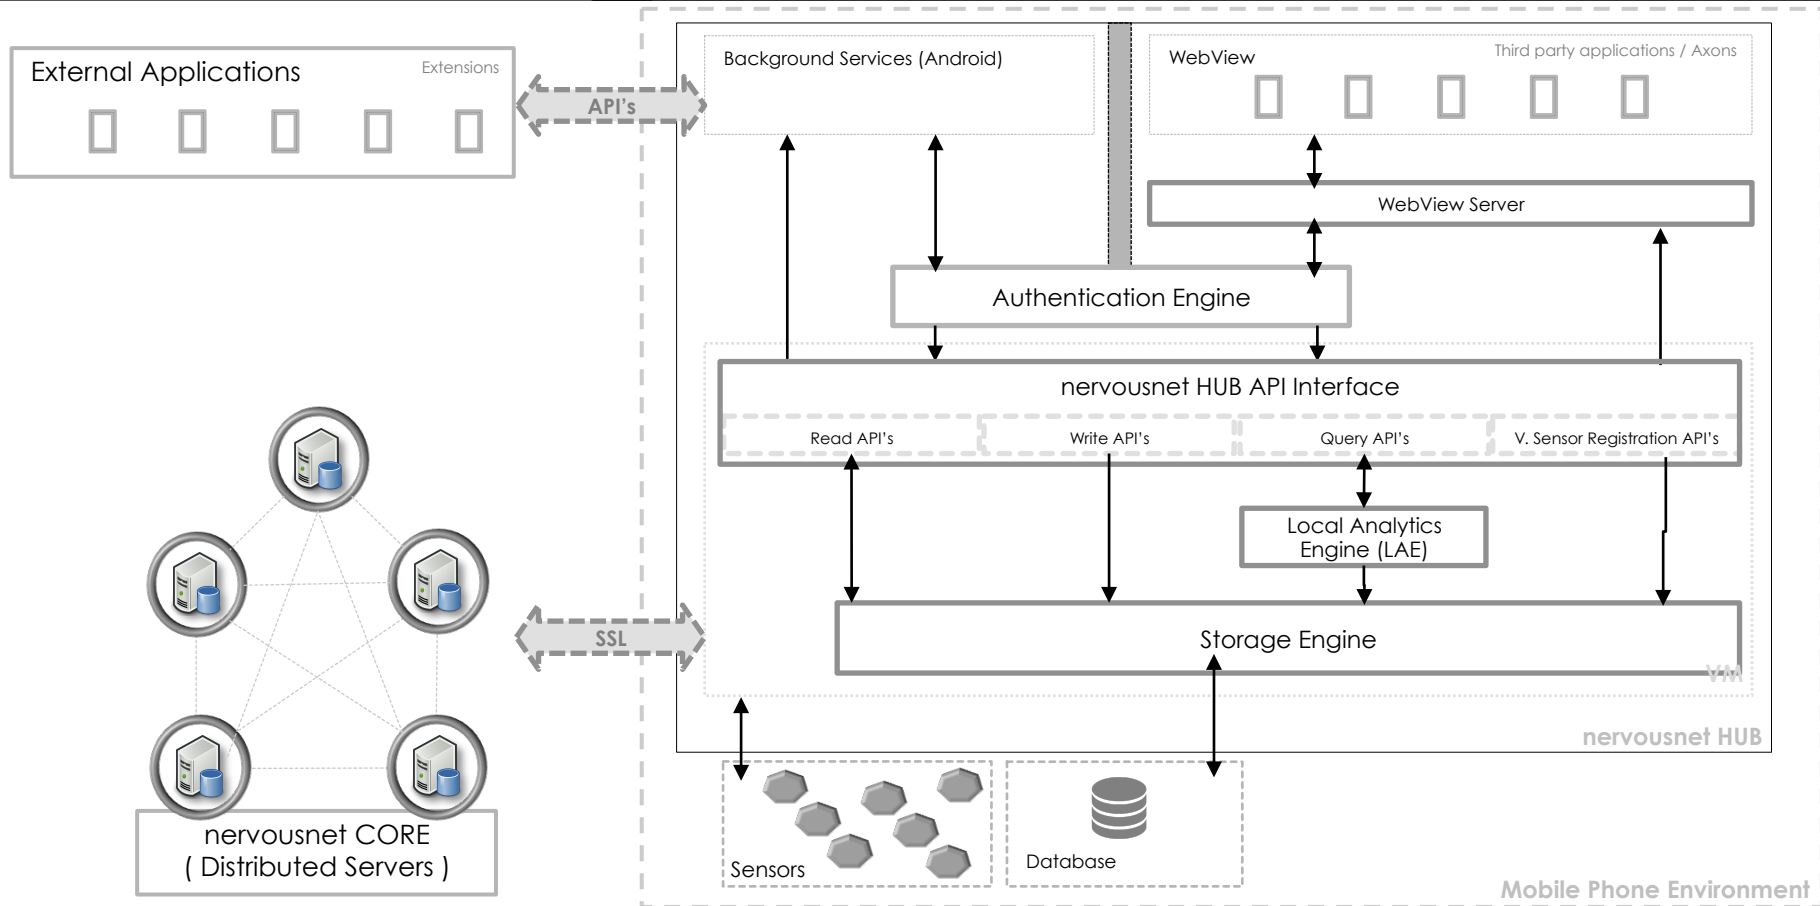 External Applications
Extensions
API's
Background Services (Android)
WebView
Third party applications / Axons
WebView Server
Authentication Engine
nervousnet HUB API Interface
Read API's
Write API's
Query API's
V. Sensor Registration API's
Local Analytics
Engine (LAE)
SSL
Storage Engine
VM
nervousnet HUB
nervousnet CORE
( Distributed Servers )
Sensors
Database
Mobile Phone Environment